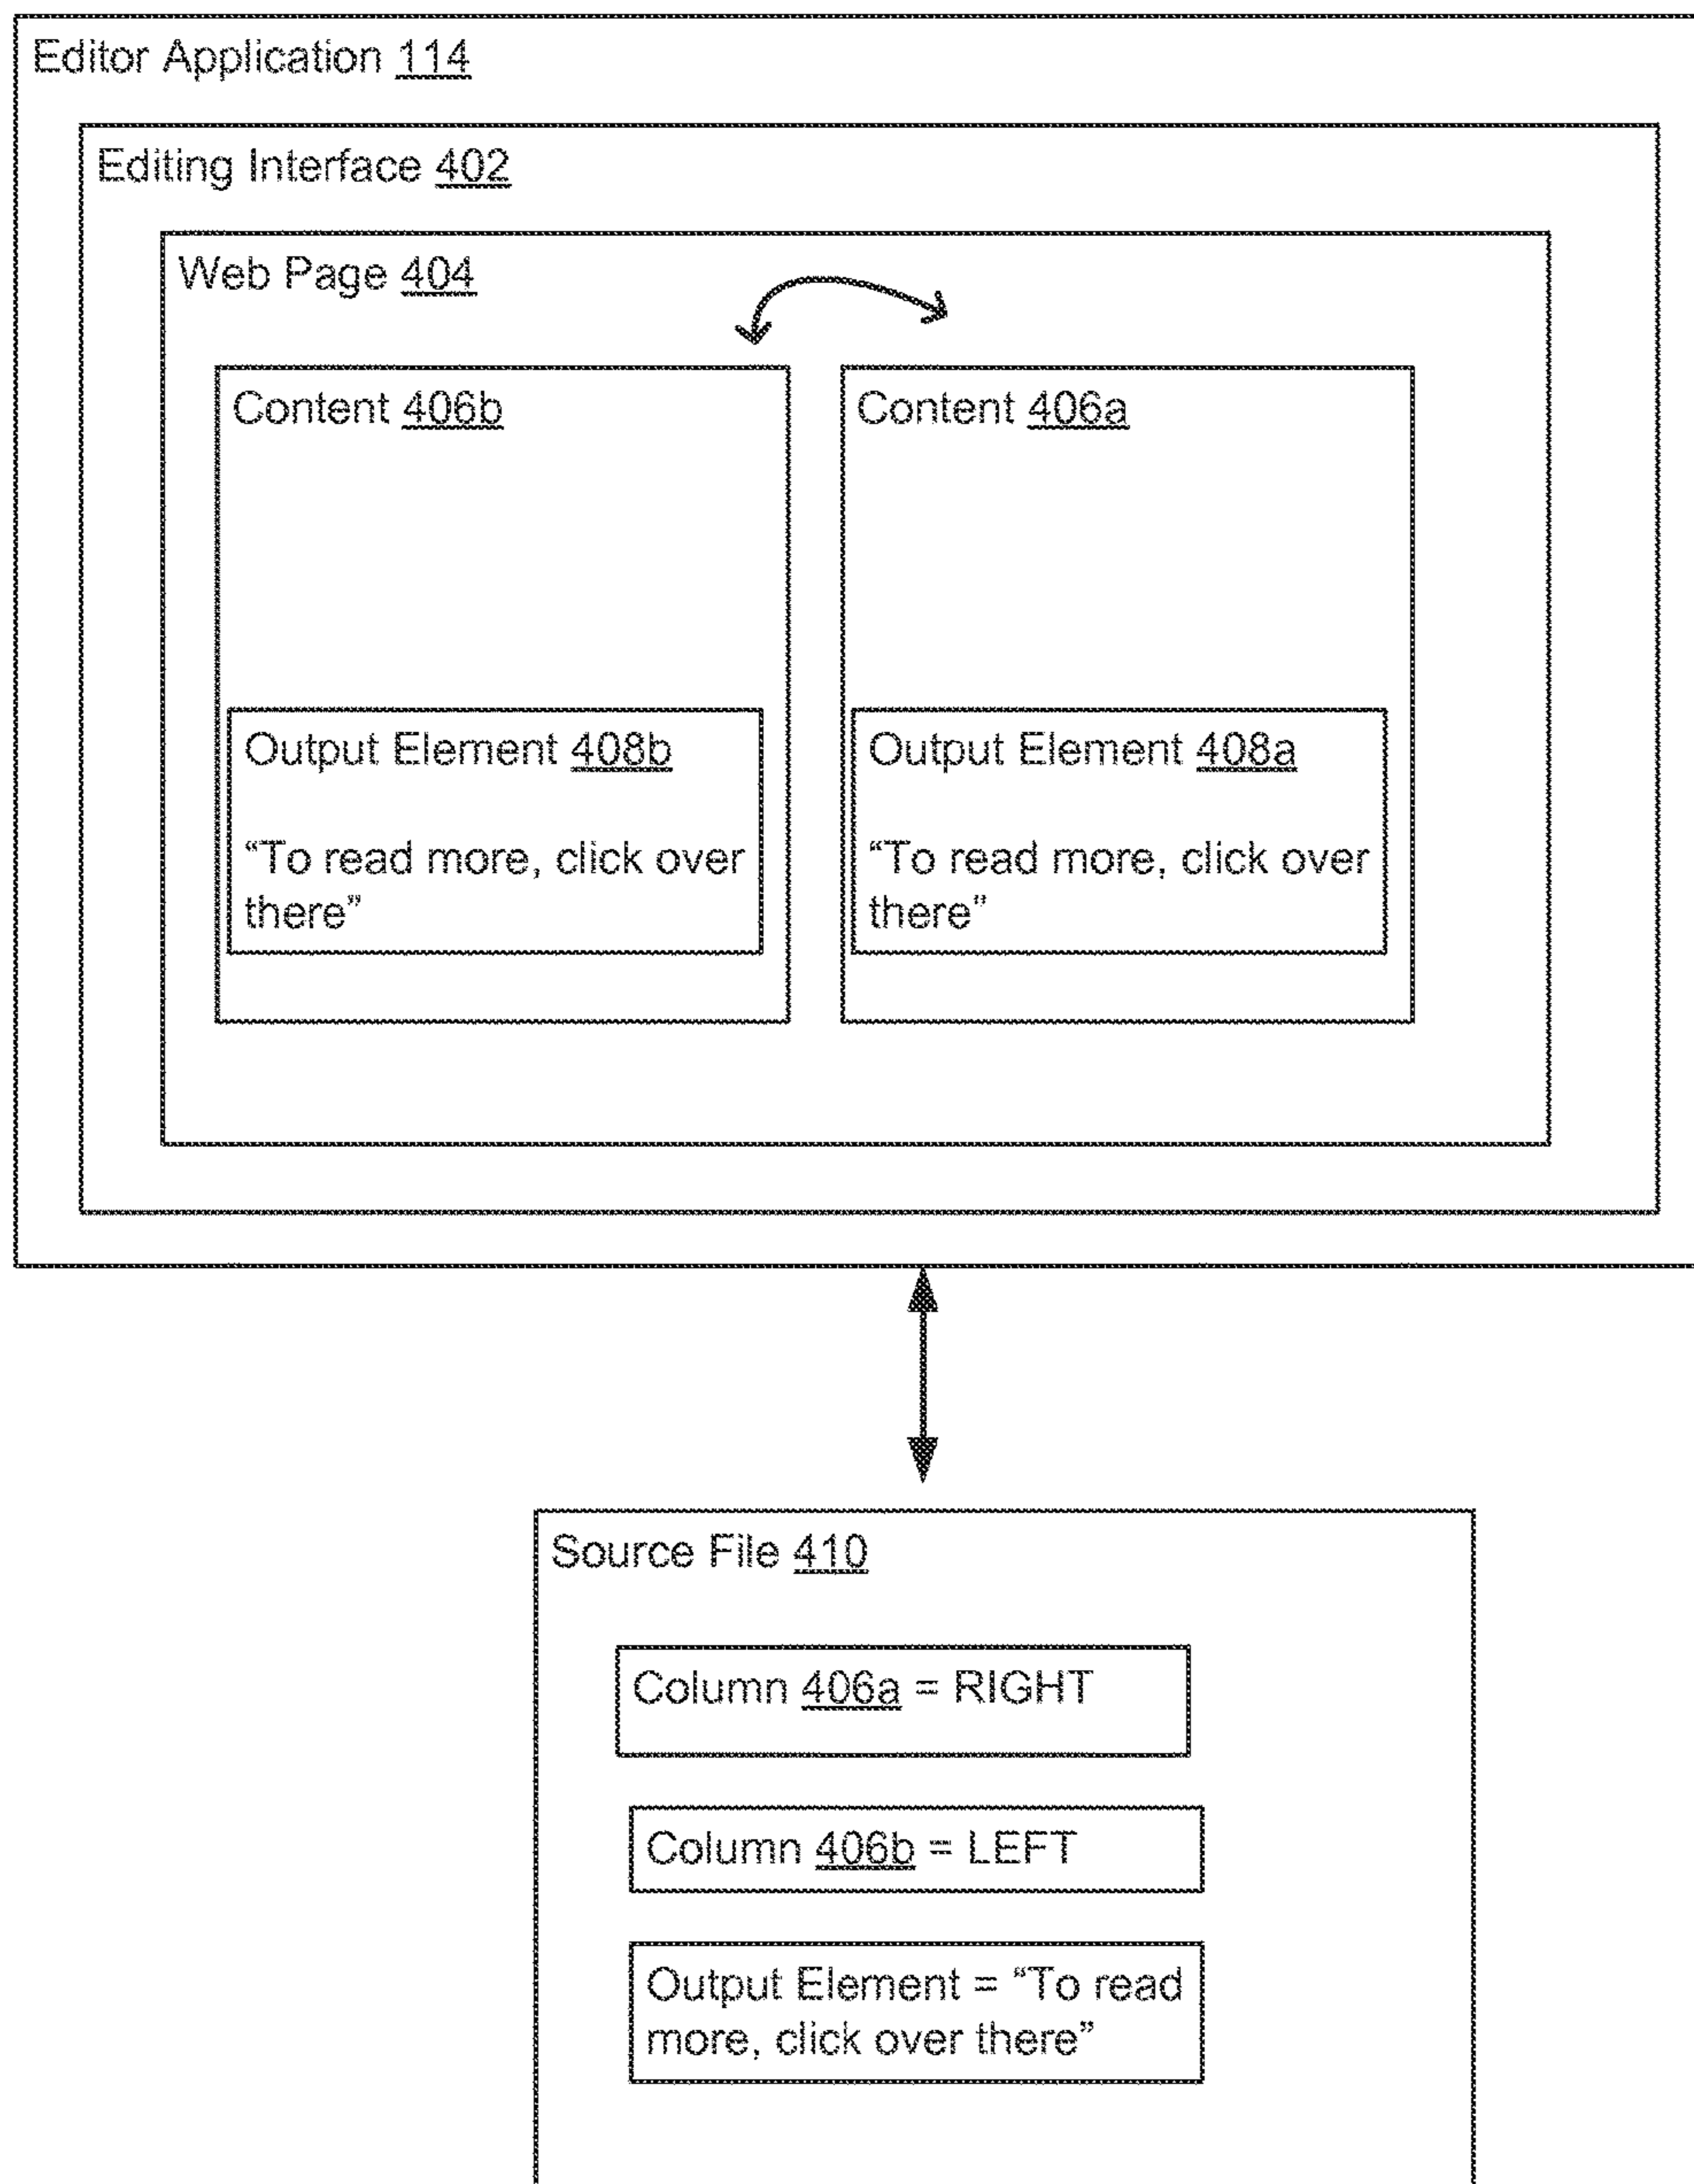 Editor Application 114
Editing Interface 402
Web Page 404
Content 406b
Content 406a
Output Element 408b
“To read more, click over
there”
Output Element 408a
“To read more, click over
there”
Source File 410
Column 406a = RIGHT
Column 406b = LEFT
Output Element = “To read
more, click over there”